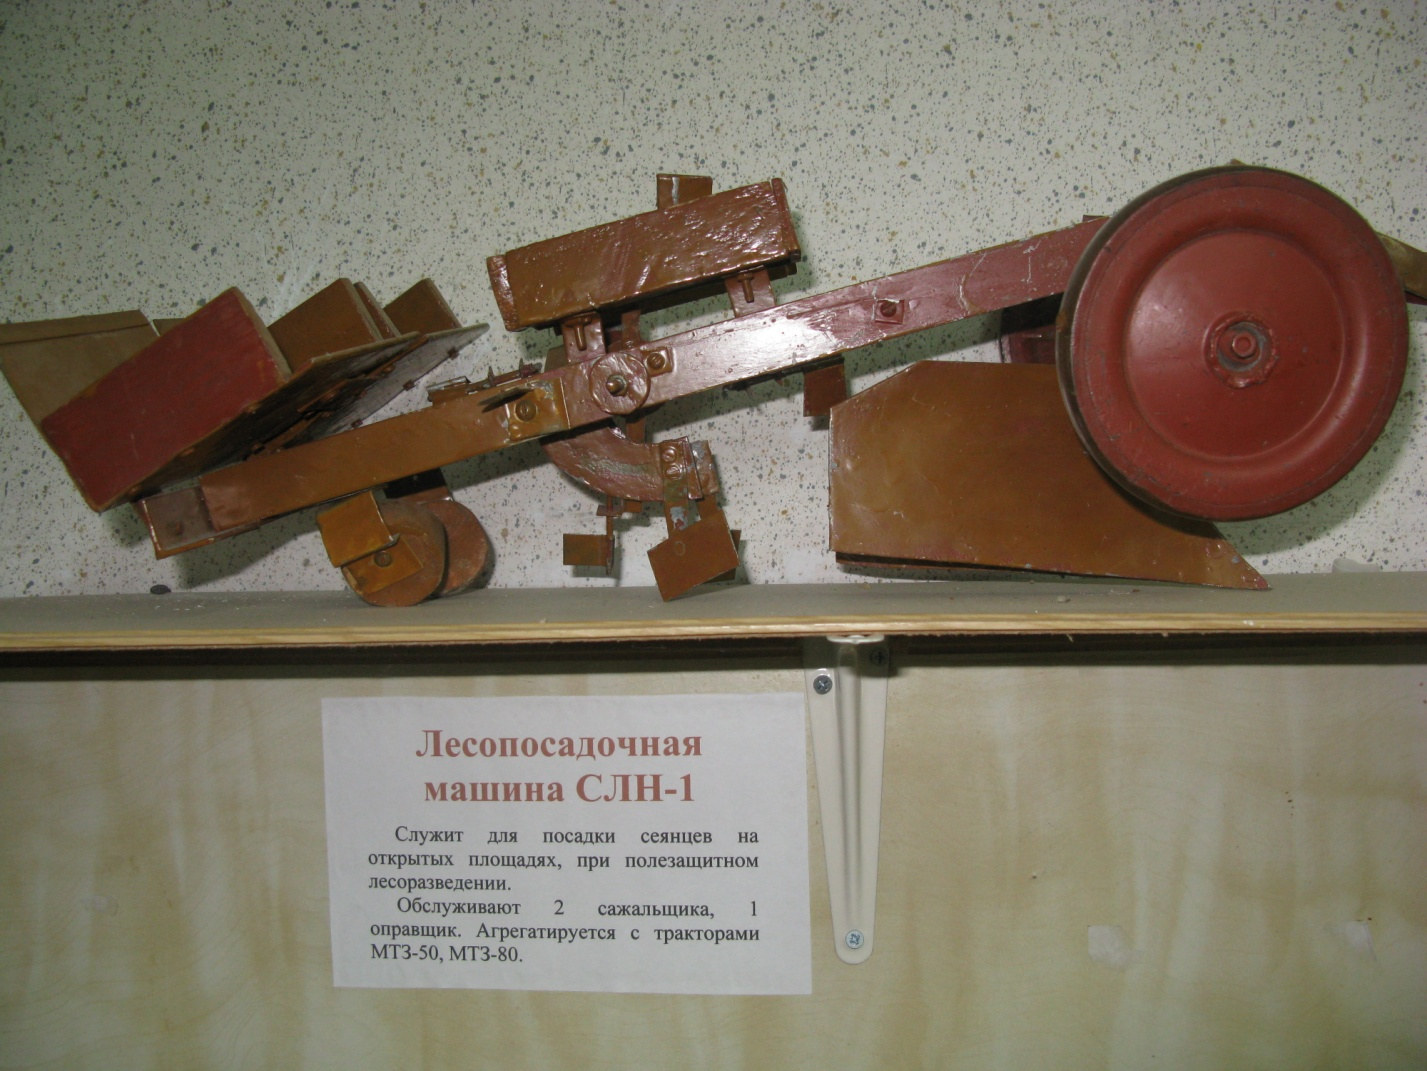 Лесопосадочная
машина СЛН-1
Служит для посадки сеянцев на
открытых площадях, при полезащитном
лесоразведении.
Обслуживают 2 сажальщика, 1
оправщик. Агрегатируется с тракторами
МТЗ-50, МТЗ-80.